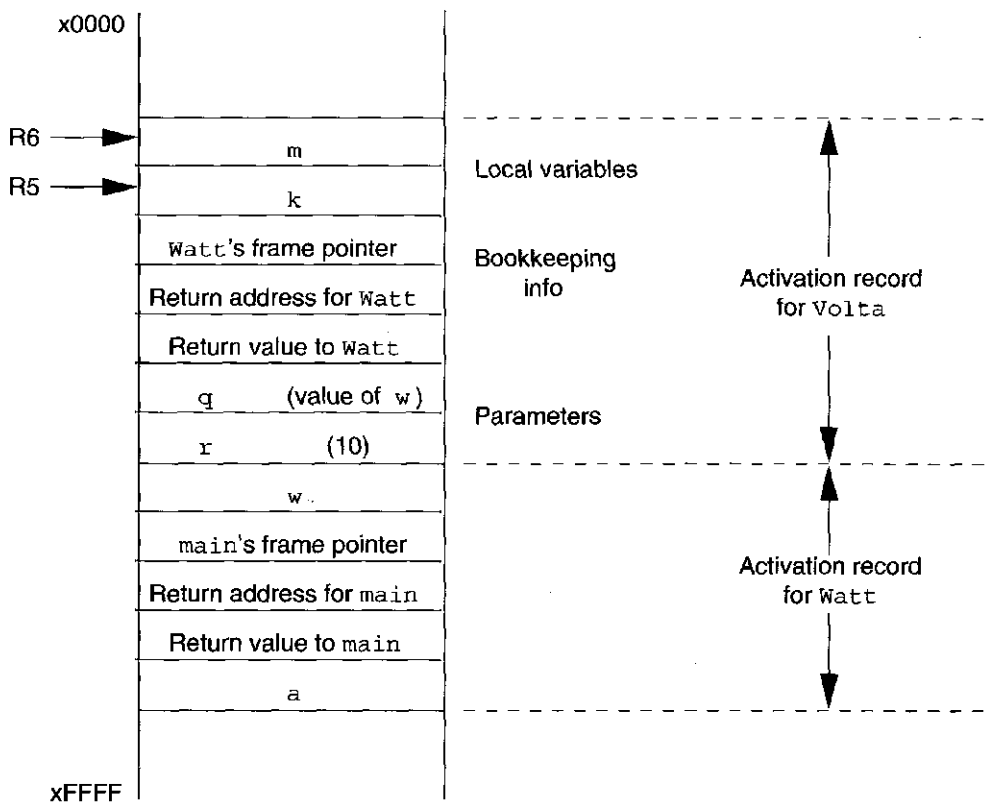 x0000
R6
m
Local variables
R5
k
Watt's frame pointer
Bookkeeping
info
Activation record
for Volta
Return address for Watt
Return value to Watt
q (value of w)
Parameters
r (10)
w
main's frame pointer
Activation record
for Watt
Return address for main
Return value to main
a
xFFFF